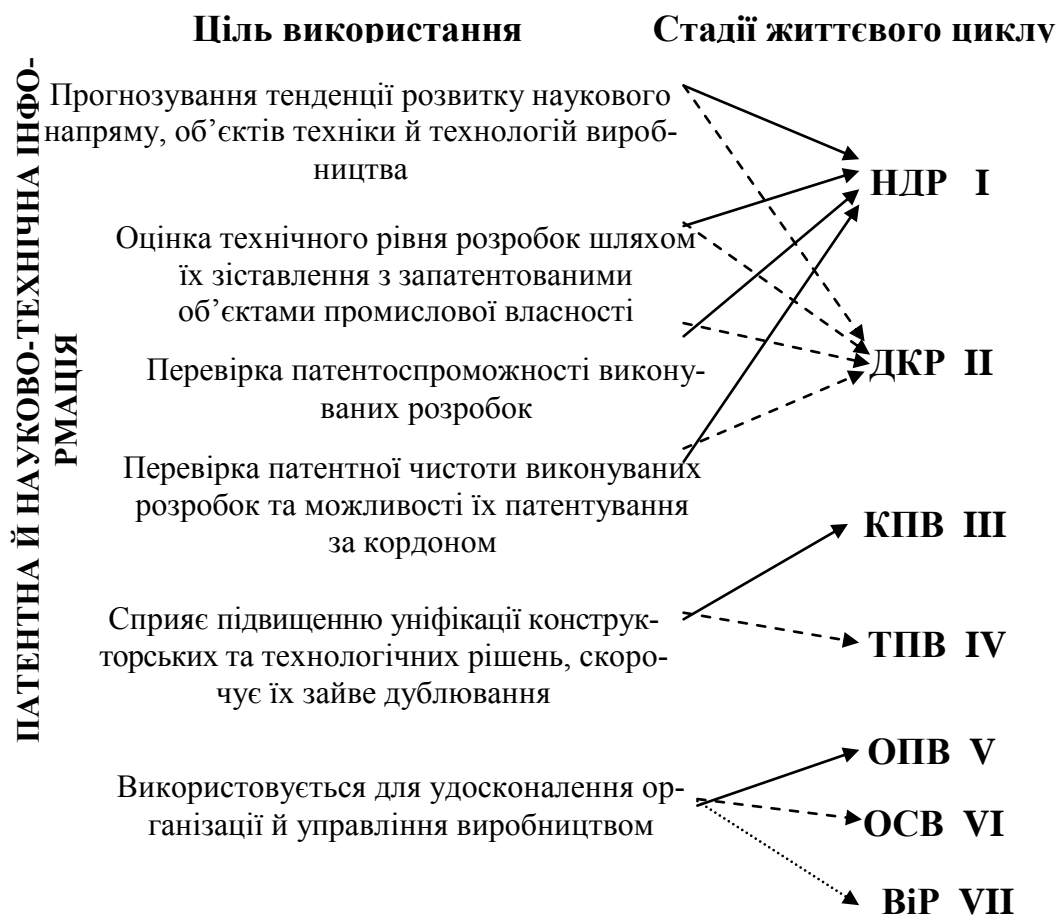 Ціль використання
Стадії життєвого циклу
ПАТЕНТНА Й НАУКОВО-ТЕХНІЧНА ІНФО-
РМАЦІЯ
Прогнозування тенденції розвитку наукового
напряму, об’єктів техніки й технологій вироб-
ництва
Оцінка технічного рівня розробок шляхом
їх зіставлення з запатентованими
об’єктами промислової власності
Перевірка патентоспроможності викону-
ваних розробок
Перевірка патентної чистоти виконуваних
розробок та можливості їх патентування
за кордоном
Сприяє підвищенню уніфікації конструк-
торських та технологічних рішень, скоро-
чує їх зайве дублювання
Використовується для удосконалення ор-
ганізації й управління виробництвом
НДР I
ДКР II
КПВ III
ТПВ IV
ОПВ V
ОСВ VI
ВіР VII